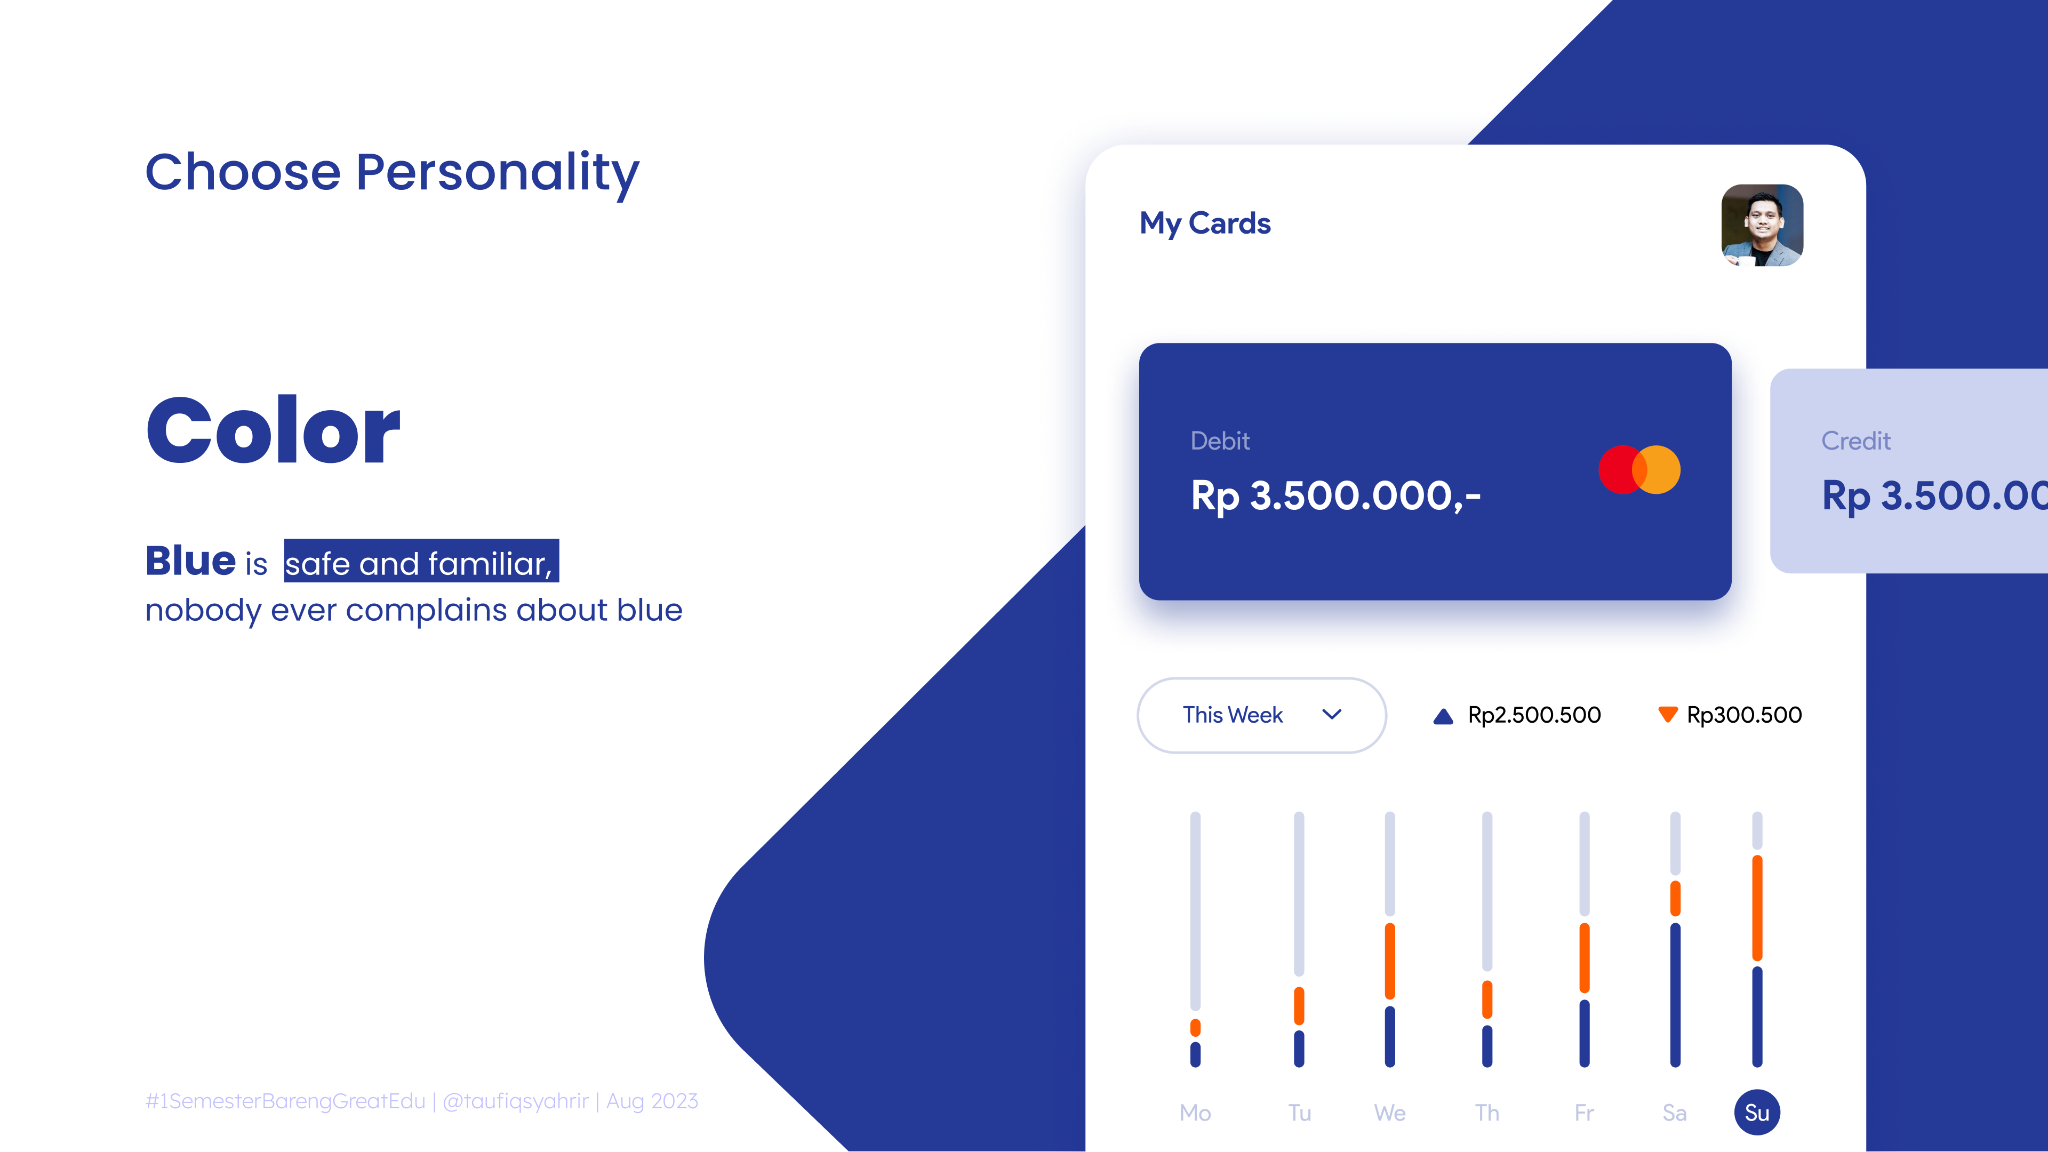 Choose Personality
Color
Blue is safe and familiar,
nobody ever complains about blue
#1SemesterBarengGreatEdu | @taufiqsyahrir | Aug 2023
My Cards
Debit
Rp 3.500.000,-
Credit
Rp 3.500.00
This Week
Rp2.500.500
Rp300.500
Mo Tu We Th Fr Sa Su